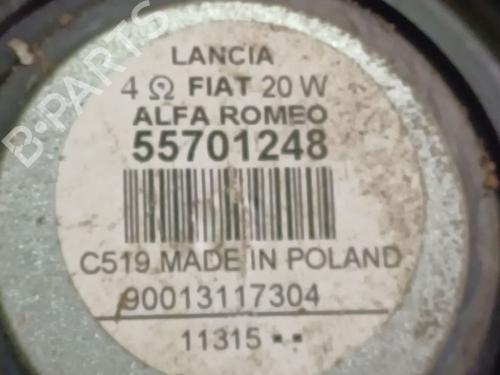 LANCIA
4 Ω FIAT 20 W
ALFA ROMEO
55701248
C519 MADE IN POLAND
90013117304
11315 ▪ ▪
B-PARTS